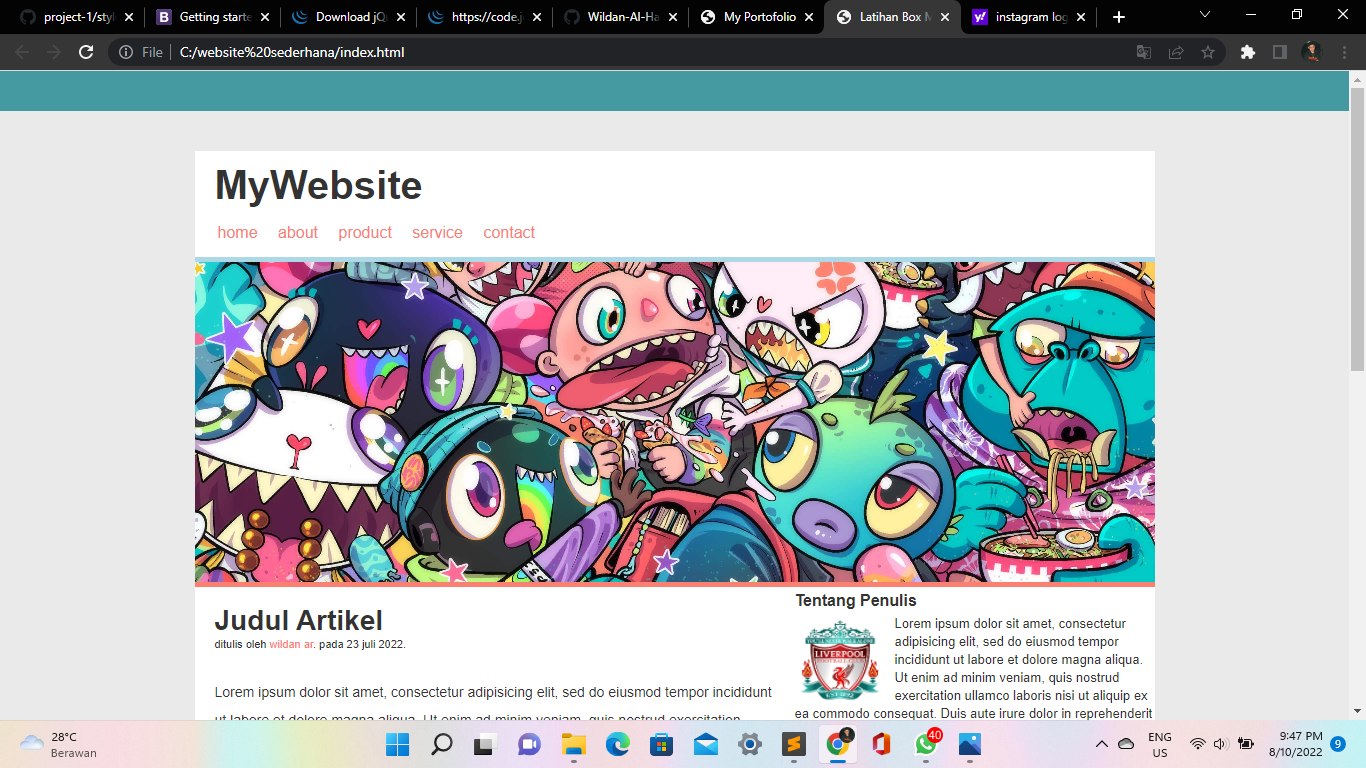 project-1/styl
Getting starte
Download jQu
https://code.j
Wildan-Al-Ha
My Portofolio
Latihan Box M
instagram log
File
C:/website%20sederhana/index.html
MyWebsite
home about product service contact
Judul Artikel
ditulis oleh wildan ar. pada 23 juli 2022.
Lorem ipsum dolor sit amet, consectetur adipisicing elit, sed do eiusmod tempor incididunt
ut labore et dolore magna aliqua. Ut enim ad minim veniam, quis nostrud exercitation
Tentang Penulis
LIVERPOOL
FOOTBALL CLUB
EST·1892
Lorem ipsum dolor sit amet, consectetur
adipisicing elit, sed do eiusmod tempor
incididunt ut labore et dolore magna aliqua.
Ut enim ad minim veniam, quis nostrud
exercitation ullamco laboris nisi ut aliquip ex
ea commodo consequat. Duis aute irure dolor in reprehenderit
28°C
Berawan
40
ENG
US
9:47 PM
8/10/2022
9